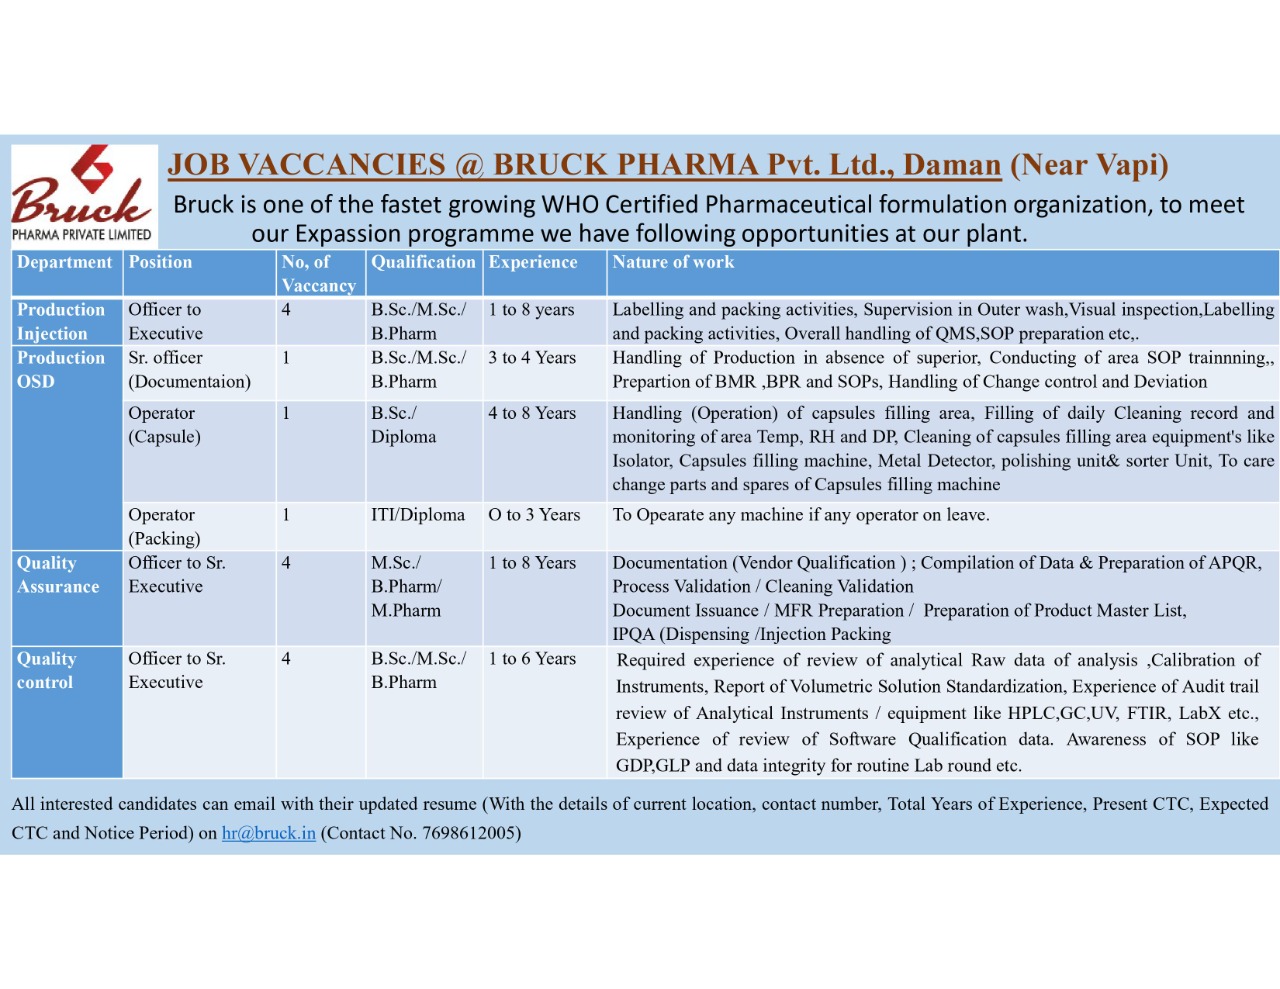 Bruck
PHARMA PRIVATE LIMITED
JOB VACCANCIES @ BRUCK PHARMA Pvt. Ltd., Daman (Near Vapi)
Bruck is one of the fastet growing WHO Certified Pharmaceutical formulation organization, to meet
our Expassion programme we have following opportunities at our plant.
Department Position No, of Qualification Experience Nature of work
Vaccancy
Production Officer to 4 B.Sc./M.Sc./ 1 to 8 years Labelling and packing activities, Supervision in Outer wash,Visual inspection,Labelling
Injection Executive B.Pharm and packing activities, Overall handling of QMS,SOP preparation etc,.
Production Sr. officer 1 B.Sc./M.Sc./ 3 to 4 Years Handling of Production in absence of superior, Conducting of area SOP trainnning,,
OSD (Documentaion) B.Pharm Prepartion of BMR ,BPR and SOPs, Handling of Change control and Deviation
Operator 1 B.Sc./ 4 to 8 Years Handling (Operation) of capsules filling area, Filling of daily Cleaning record and
(Capsule) Diploma monitoring of area Temp, RH and DP, Cleaning of capsules filling area equipment's like
Isolator, Capsules filling machine, Metal Detector, polishing unit& sorter Unit, To care
change parts and spares of Capsules filling machine
Operator 1 ITI/Diploma O to 3 Years To Opearate any machine if any operator on leave.
(Packing)
Quality Officer to Sr. 4 M.Sc./ 1 to 8 Years Documentation (Vendor Qualification ) ; Compilation of Data & Preparation of APQR,
Assurance Executive B.Pharm/ Process Validation / Cleaning Validation
M.Pharm Document Issuance / MFR Preparation / Preparation of Product Master List,
IPQA (Dispensing /Injection Packing
Quality Officer to Sr. 4 B.Sc./M.Sc./ 1 to 6 Years Required experience of review of analytical Raw data of analysis ,Calibration of
control Executive B.Pharm Instruments, Report of Volumetric Solution Standardization, Experience of Audit trail
review of Analytical Instruments / equipment like HPLC,GC,UV, FTIR, LabX etc.,
Experience of review of Software Qualification data. Awareness of SOP like
GDP,GLP and data integrity for routine Lab round etc.
All interested candidates can email with their updated resume (With the details of current location, contact number, Total Years of Experience, Present CTC, Expected
CTC and Notice Period) on hr@bruck.in (Contact No. 7698612005)